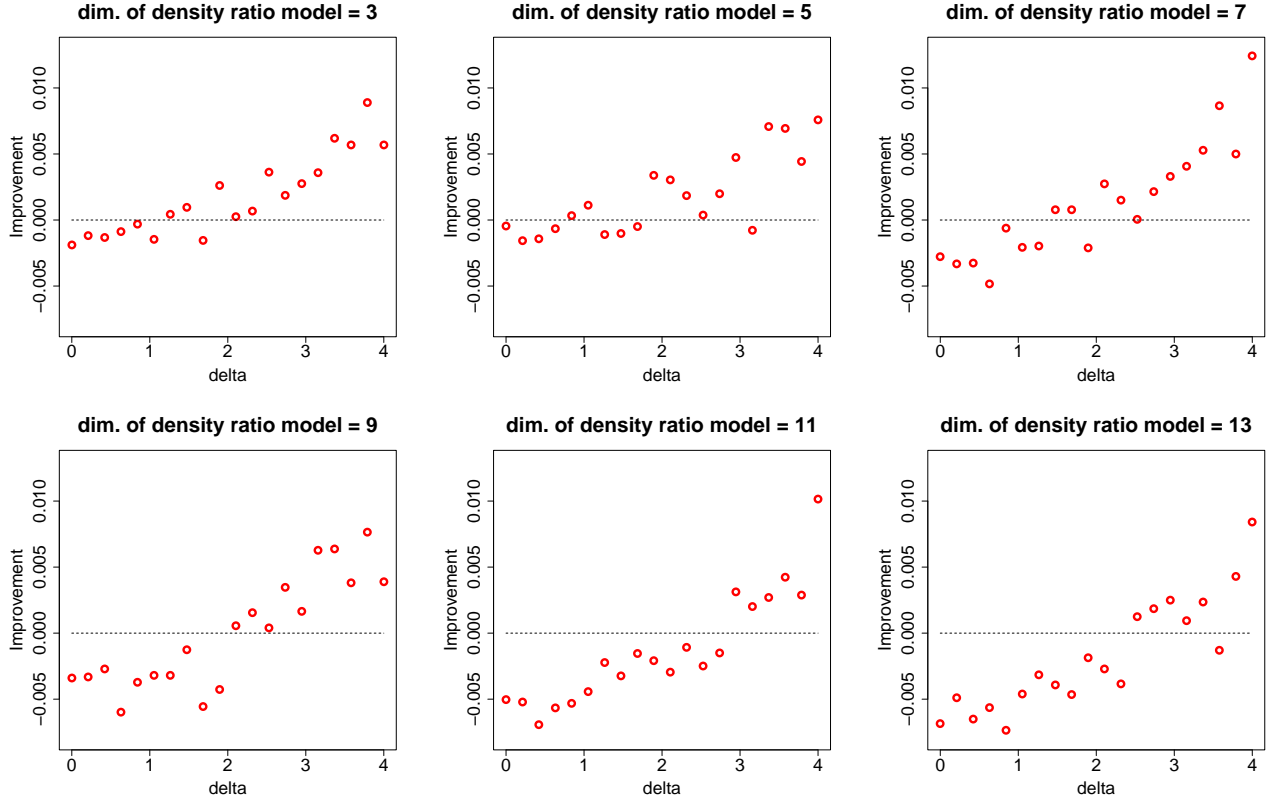 dim. of density ratio model = 3
Improvement
0.010
0.005
0.000
−0.005
0 1 2 3 4
delta
dim. of density ratio model = 5
Improvement
0.010
0.005
0.000
−0.005
0 1 2 3 4
delta
dim. of density ratio model = 7
Improvement
0.010
0.005
0.000
−0.005
0 1 2 3 4
delta
dim. of density ratio model = 9
Improvement
0.010
0.005
0.000
−0.005
0 1 2 3 4
delta
dim. of density ratio model = 11
Improvement
0.010
0.005
0.000
−0.005
0 1 2 3 4
delta
dim. of density ratio model = 13
Improvement
0.010
0.005
0.000
−0.005
0 1 2 3 4
delta